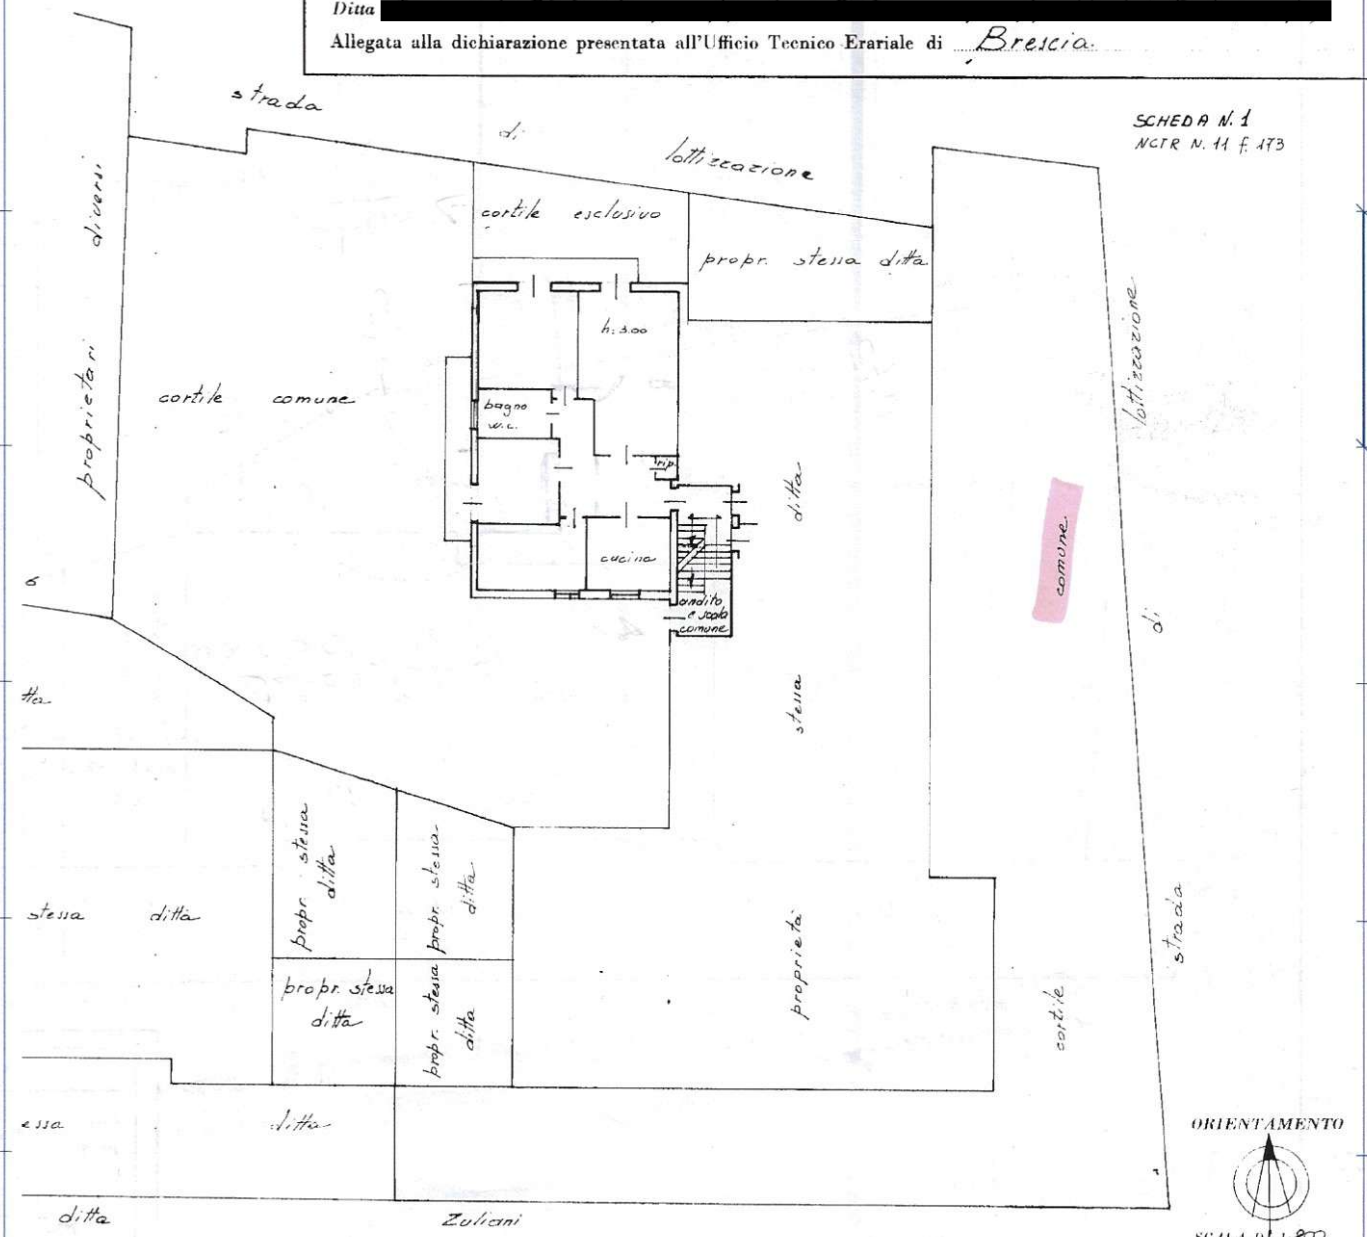 Ditta
Allegata alla dichiarazione presentata all'Ufficio Tecnico Erariale di Brescia.
SCHEDA N. 1
NCTR N. 11 f. 173
strada di lottizzazione
cortile esclusivo
propr. stessa ditta
proprietari diversi
cortile comune
h: 3.00
bagno
w.c.
rip.
cucina
andito
e scala
comune
proprietà stessa ditta
cortile comune
strada di lottizzazione
tta
stessa ditta
propr. stessa
ditta
propr. stessa
ditta
propr. stessa
ditta
propr. stessa
ditta
essa ditta
ditta Zuliani
ORIENTAMENTO